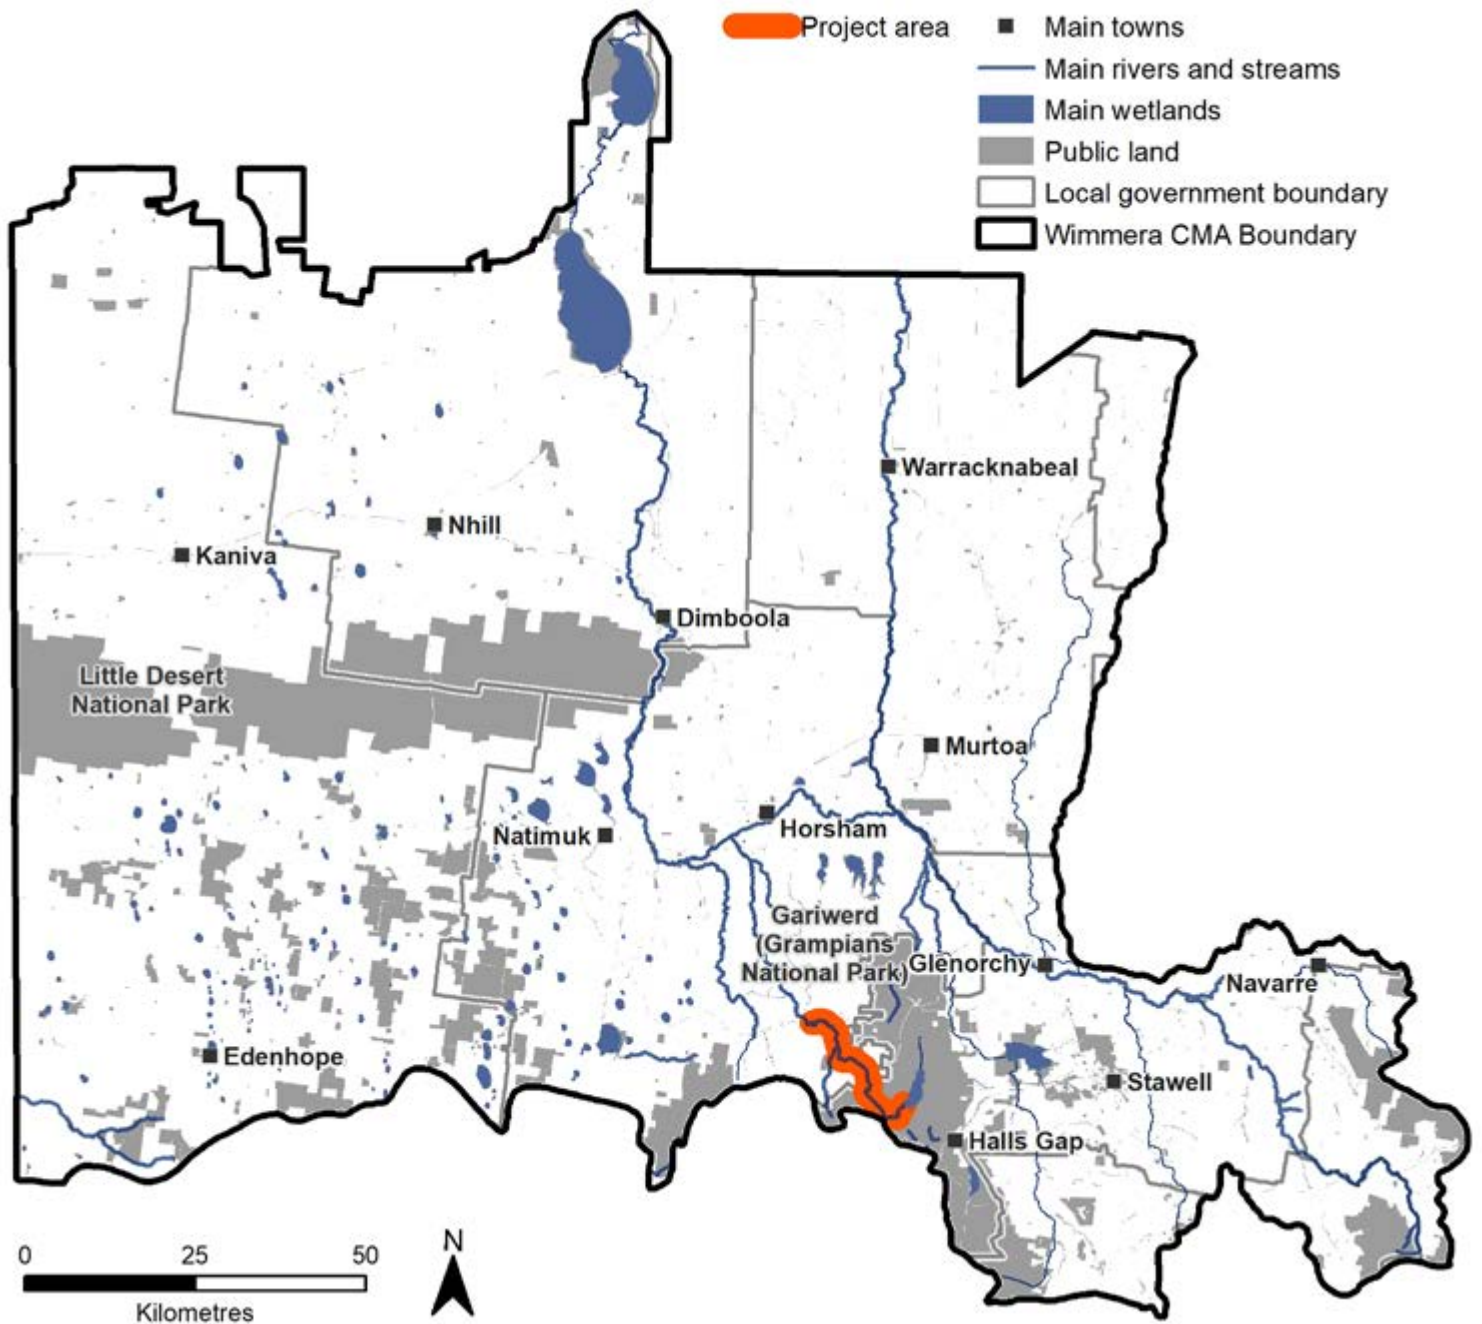 Project area
Main towns
Main rivers and streams
Main wetlands
Public land
Local government boundary
Wimmera CMA Boundary
Warracknabeal
Nhill
Kaniva
Dimboola
Little Desert
National Park
Murtoa
Horsham
Natimuk
Gariwerd
(Grampians
National Park)
Glenorchy
Navarre
Edenhope
Stawell
Halls Gap
N
0 25 50
Kilometres